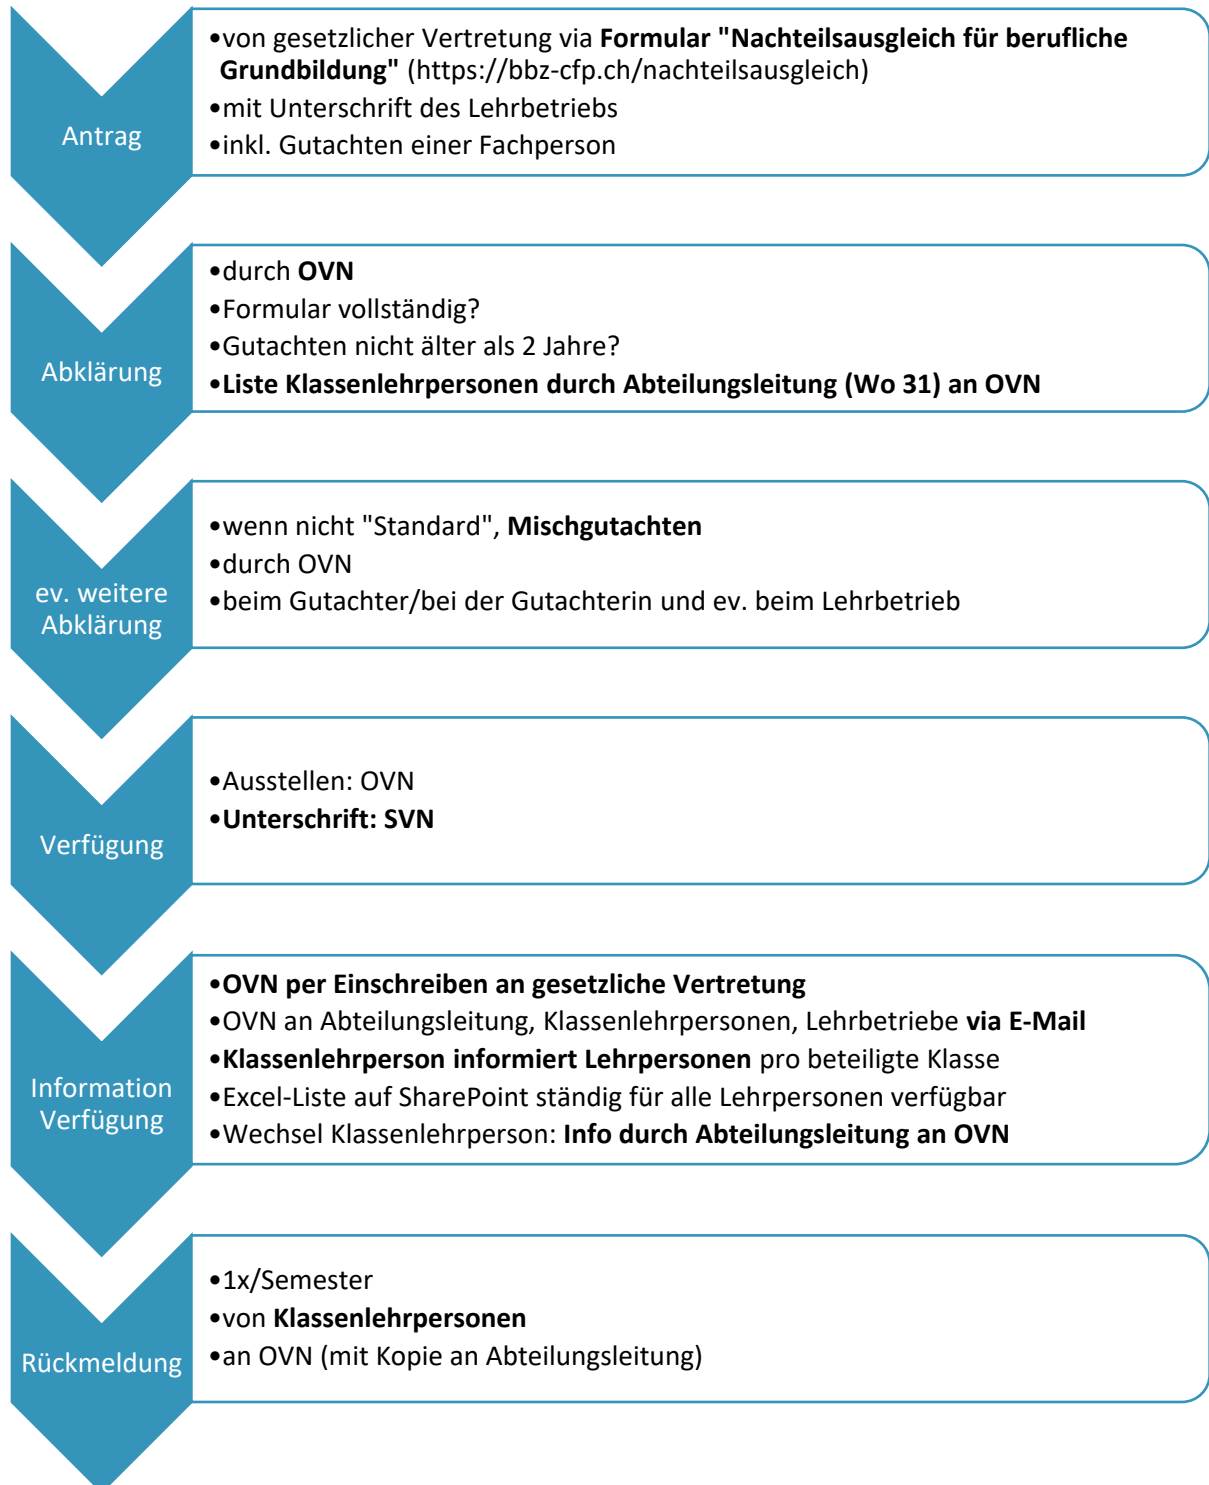 Antrag
•von gesetzlicher Vertretung via Formular "Nachteilsausgleich für berufliche
Grundbildung" (https://bbz-cfp.ch/nachteilsausgleich)
•mit Unterschrift des Lehrbetriebs
•inkl. Gutachten einer Fachperson
Abklärung
•durch OVN
•Formular vollständig?
•Gutachten nicht älter als 2 Jahre?
•Liste Klassenlehrpersonen durch Abteilungsleitung (Wo 31) an OVN
ev. weitere
Abklärung
•wenn nicht "Standard", Mischgutachten
•durch OVN
•beim Gutachter/bei der Gutachterin und ev. beim Lehrbetrieb
Verfügung
•Ausstellen: OVN
•Unterschrift: SVN
Information
Verfügung
•OVN per Einschreiben an gesetzliche Vertretung
•OVN an Abteilungsleitung, Klassenlehrpersonen, Lehrbetriebe via E-Mail
•Klassenlehrperson informiert Lehrpersonen pro beteiligte Klasse
•Excel-Liste auf SharePoint ständig für alle Lehrpersonen verfügbar
•Wechsel Klassenlehrperson: Info durch Abteilungsleitung an OVN
Rückmeldung
•1x/Semester
•von Klassenlehrpersonen
•an OVN (mit Kopie an Abteilungsleitung)